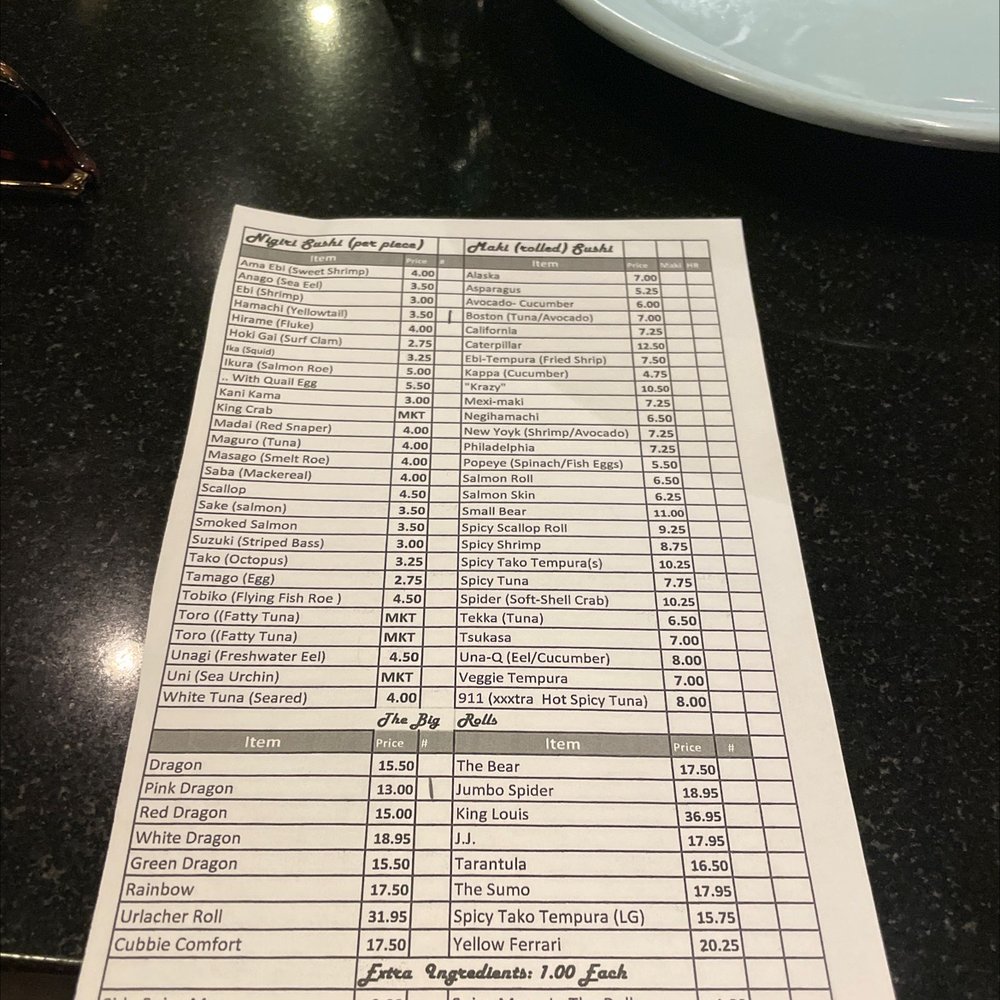 Nigiri Sushi (per piece) Maki (rolled) Sushi
Item Price # Item Price Maki HR
Ama Ebi (Sweet Shrimp) 4.00 Alaska 7.00
Anago (Sea Eel) 3.50 Asparagus 5.25
Ebi (Shrimp) 3.00 Avocado- Cucumber 6.00
Hamachi (Yellowtail) 3.50 | Boston (Tuna/Avocado) 7.00
Hirame (Fluke) 4.00 California 7.25
Hoki Gai (Surf Clam) 2.75 Caterpillar 12.50
Ika (Squid) 3.25 Ebi-Tempura (Fried Shrip) 7.50
Ikura (Salmon Roe) 5.00 Kappa (Cucumber) 4.75
.. With Quail Egg 5.50 "Krazy" 10.50
Kani Kama 3.00 Mexi-maki 7.25
King Crab MKT Negihamachi 6.50
Madai (Red Snaper) 4.00 New Yoyk (Shrimp/Avocado) 7.25
Maguro (Tuna) 4.00 Philadelphia 7.25
Masago (Smelt Roe) 4.00 Popeye (Spinach/Fish Eggs) 5.50
Saba (Mackereal) 4.00 Salmon Roll 6.50
Scallop 4.50 Salmon Skin 6.25
Sake (salmon) 3.50 Small Bear 11.00
Smoked Salmon 3.50 Spicy Scallop Roll 9.25
Suzuki (Striped Bass) 3.00 Spicy Shrimp 8.75
Tako (Octopus) 3.25 Spicy Tako Tempura(s) 10.25
Tamago (Egg) 2.75 Spicy Tuna 7.75
Tobiko (Flying Fish Roe ) 4.50 Spider (Soft-Shell Crab) 10.25
Toro ((Fatty Tuna) MKT Tekka (Tuna) 6.50
Toro ((Fatty Tuna) MKT Tsukasa 7.00
Unagi (Freshwater Eel) 4.50 Una-Q (Eel/Cucumber) 8.00
Uni (Sea Urchin) MKT Veggie Tempura 7.00
White Tuna (Seared) 4.00 911 (xxxtra Hot Spicy Tuna) 8.00
The Big Rolls
Item Price # Item Price #
Dragon 15.50 The Bear 17.50
Pink Dragon 13.00 | Jumbo Spider 18.95
Red Dragon 15.00 King Louis 36.95
White Dragon 18.95 J.J. 17.95
Green Dragon 15.50 Tarantula 16.50
Rainbow 17.50 The Sumo 17.95
Urlacher Roll 31.95 Spicy Tako Tempura (LG) 15.75
Cubbie Comfort 17.50 Yellow Ferrari 20.25
Extra Ingredients: 1.00 Each